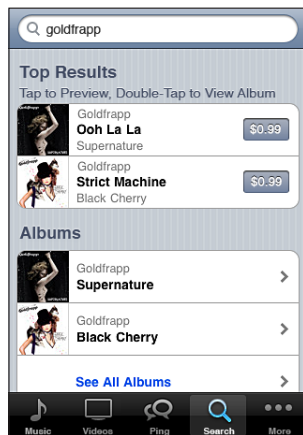 goldfrapp
Top Results
Tap to Preview, Double-Tap to View Album
Goldfrapp
Ooh La La
Supernature
$0.99
Goldfrapp
Strict Machine
Black Cherry
$0.99
Albums
Goldfrapp
Supernature
Goldfrapp
Black Cherry
See All Albums
Music
Videos
Ping
Search
More